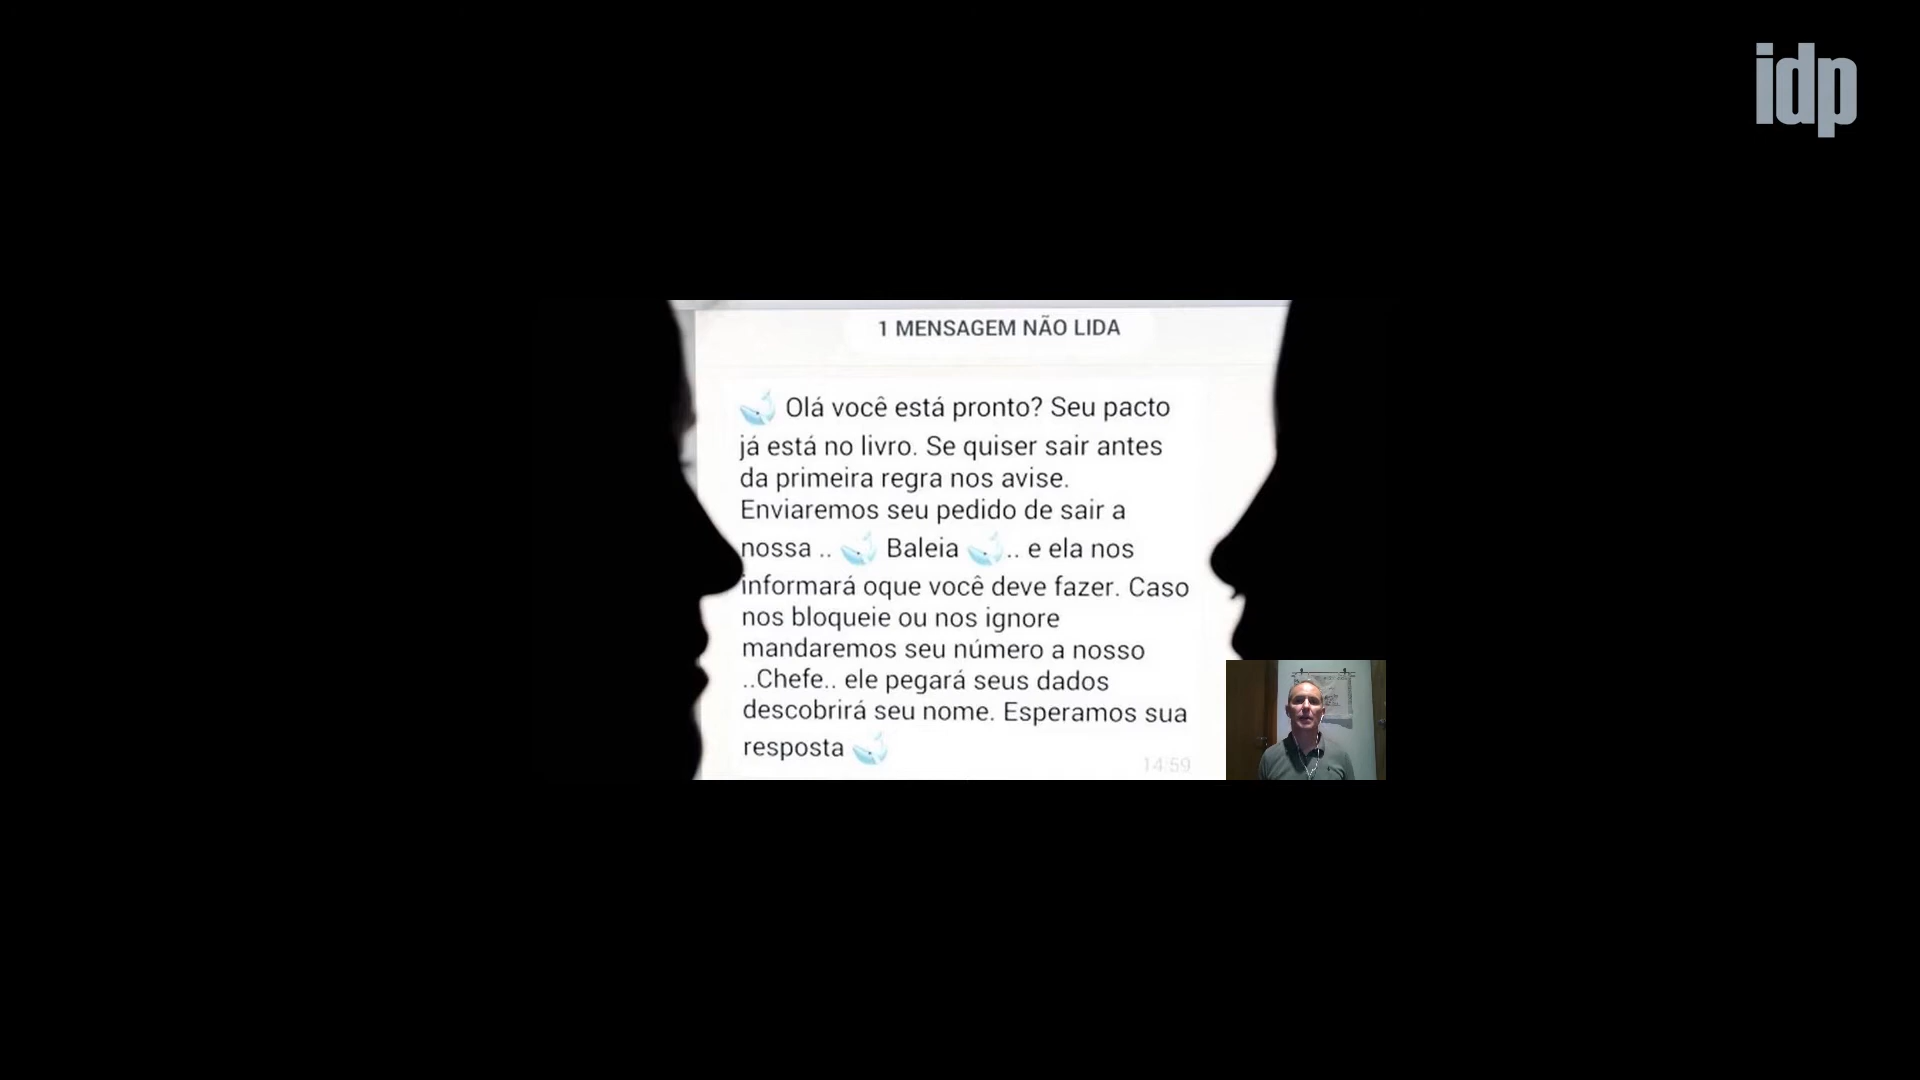 idp
1 MENSAGEM NÃO LIDA
🐳 Olá você está pronto? Seu pacto
já está no livro. Se quiser sair antes
da primeira regra nos avise.
Enviaremos seu pedido de sair a
nossa .. 🐳 Baleia 🐳.. e ela nos
informará oque você deve fazer. Caso
nos bloqueie ou nos ignore
mandaremos seu número a nosso
..Chefe.. ele pegará seus dados
descobrirá seu nome. Esperamos sua
resposta 🐳
14:59